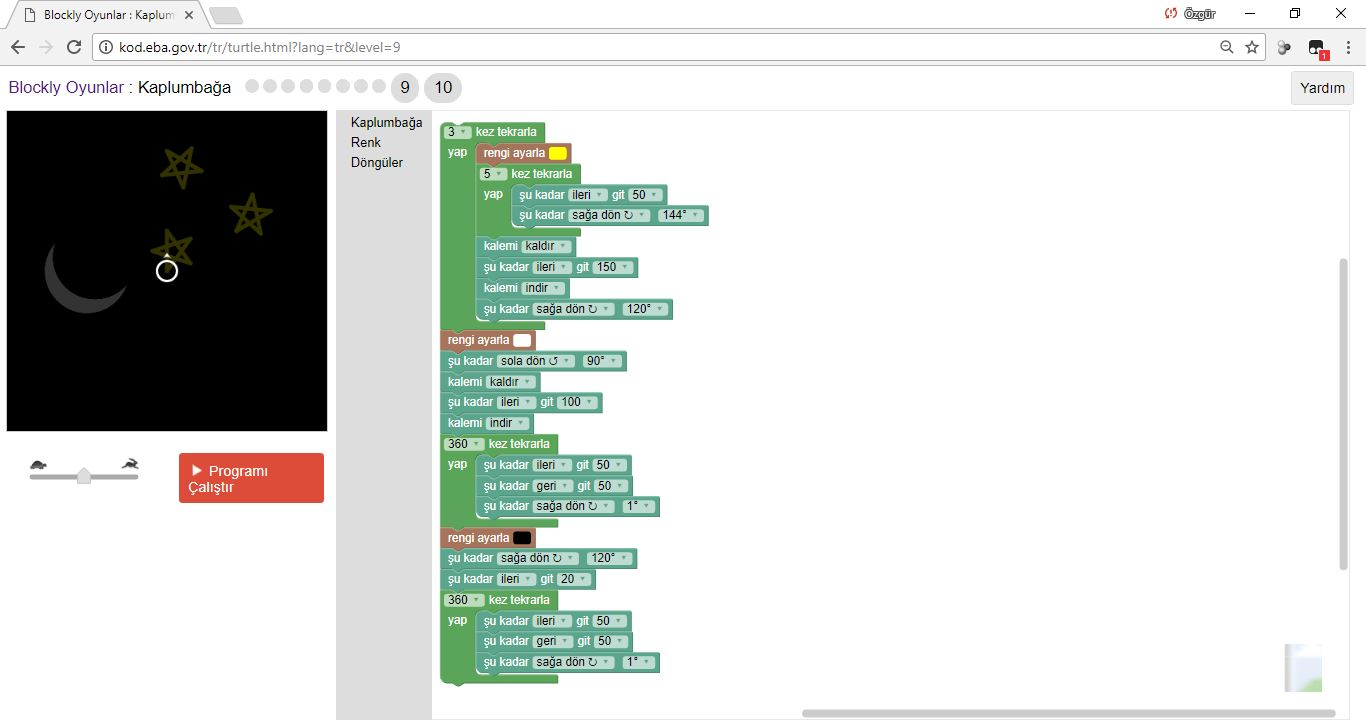 Blockly Oyunlar : Kaplum
Özgür
kod.eba.gov.tr/tr/turtle.html?lang=tr&level=9
1
Blockly Oyunlar : Kaplumbağa
9
10
Yardım
Kaplumbağa
Renk
Döngüler
Programı
Çalıştır
3 kez tekrarla
yap rengi ayarla
5 kez tekrarla
yap şu kadar ileri git 50
şu kadar sağa dön ↻ 144°
kalemi kaldır
şu kadar ileri git 150
kalemi indir
şu kadar sağa dön ↻ 120°
rengi ayarla
şu kadar sola dön ↺ 90°
kalemi kaldır
şu kadar ileri git 100
kalemi indir
360 kez tekrarla
yap şu kadar ileri git 50
şu kadar geri git 50
şu kadar sağa dön ↻ 1°
rengi ayarla
şu kadar sağa dön ↻ 120°
şu kadar ileri git 20
360 kez tekrarla
yap şu kadar ileri git 50
şu kadar geri git 50
şu kadar sağa dön ↻ 1°